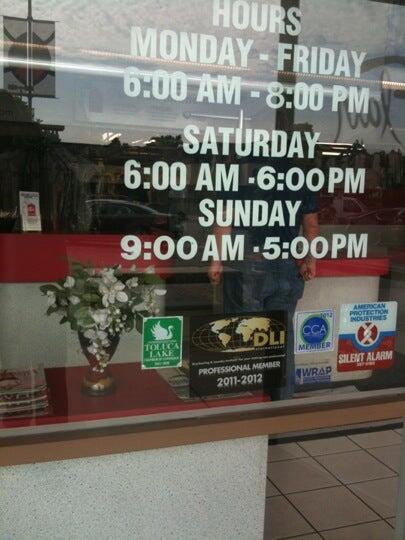 HOURS
MONDAY - FRIDAY
6:00 AM - 8:00 PM
SATURDAY
6:00 AM - 6:00 PM
SUNDAY
9:00 AM - 5:00 PM
TOLUCA
LAKE
DLI
PROFESSIONAL MEMBER
2011-2012
2012
CCA
MEMBER
WRAP
AMERICAN
PROTECTION
INDUSTRIES
SILENT ALARM